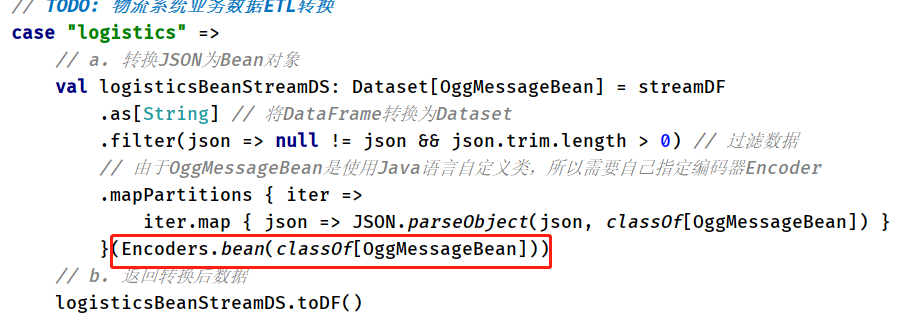 // TODO: 物流系统业务数据ETL转换
case "logistics" =>
// a. 转换JSON为Bean对象
val logisticsBeanStreamDS: Dataset[OggMessageBean] = streamDF
.as[String] // 将DataFrame转换为Dataset
.filter(json => null != json && json.trim.length > 0) // 过滤数据
// 由于OggMessageBean是使用Java语言自定义类，所以需要自己指定编码器Encoder
.mapPartitions { iter =>
iter.map { json => JSON.parseObject(json, classOf[OggMessageBean]) }
}(Encoders.bean(classOf[OggMessageBean]))
// b. 返回转换后数据
logisticsBeanStreamDS.toDF()